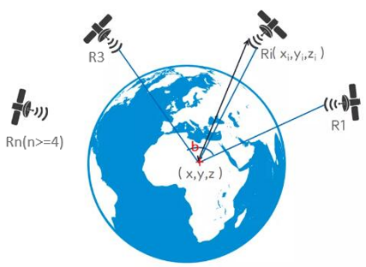 R3
Ri( xi,yi,zi )
R1
Rn(n>=4)
b
( x,y,z )